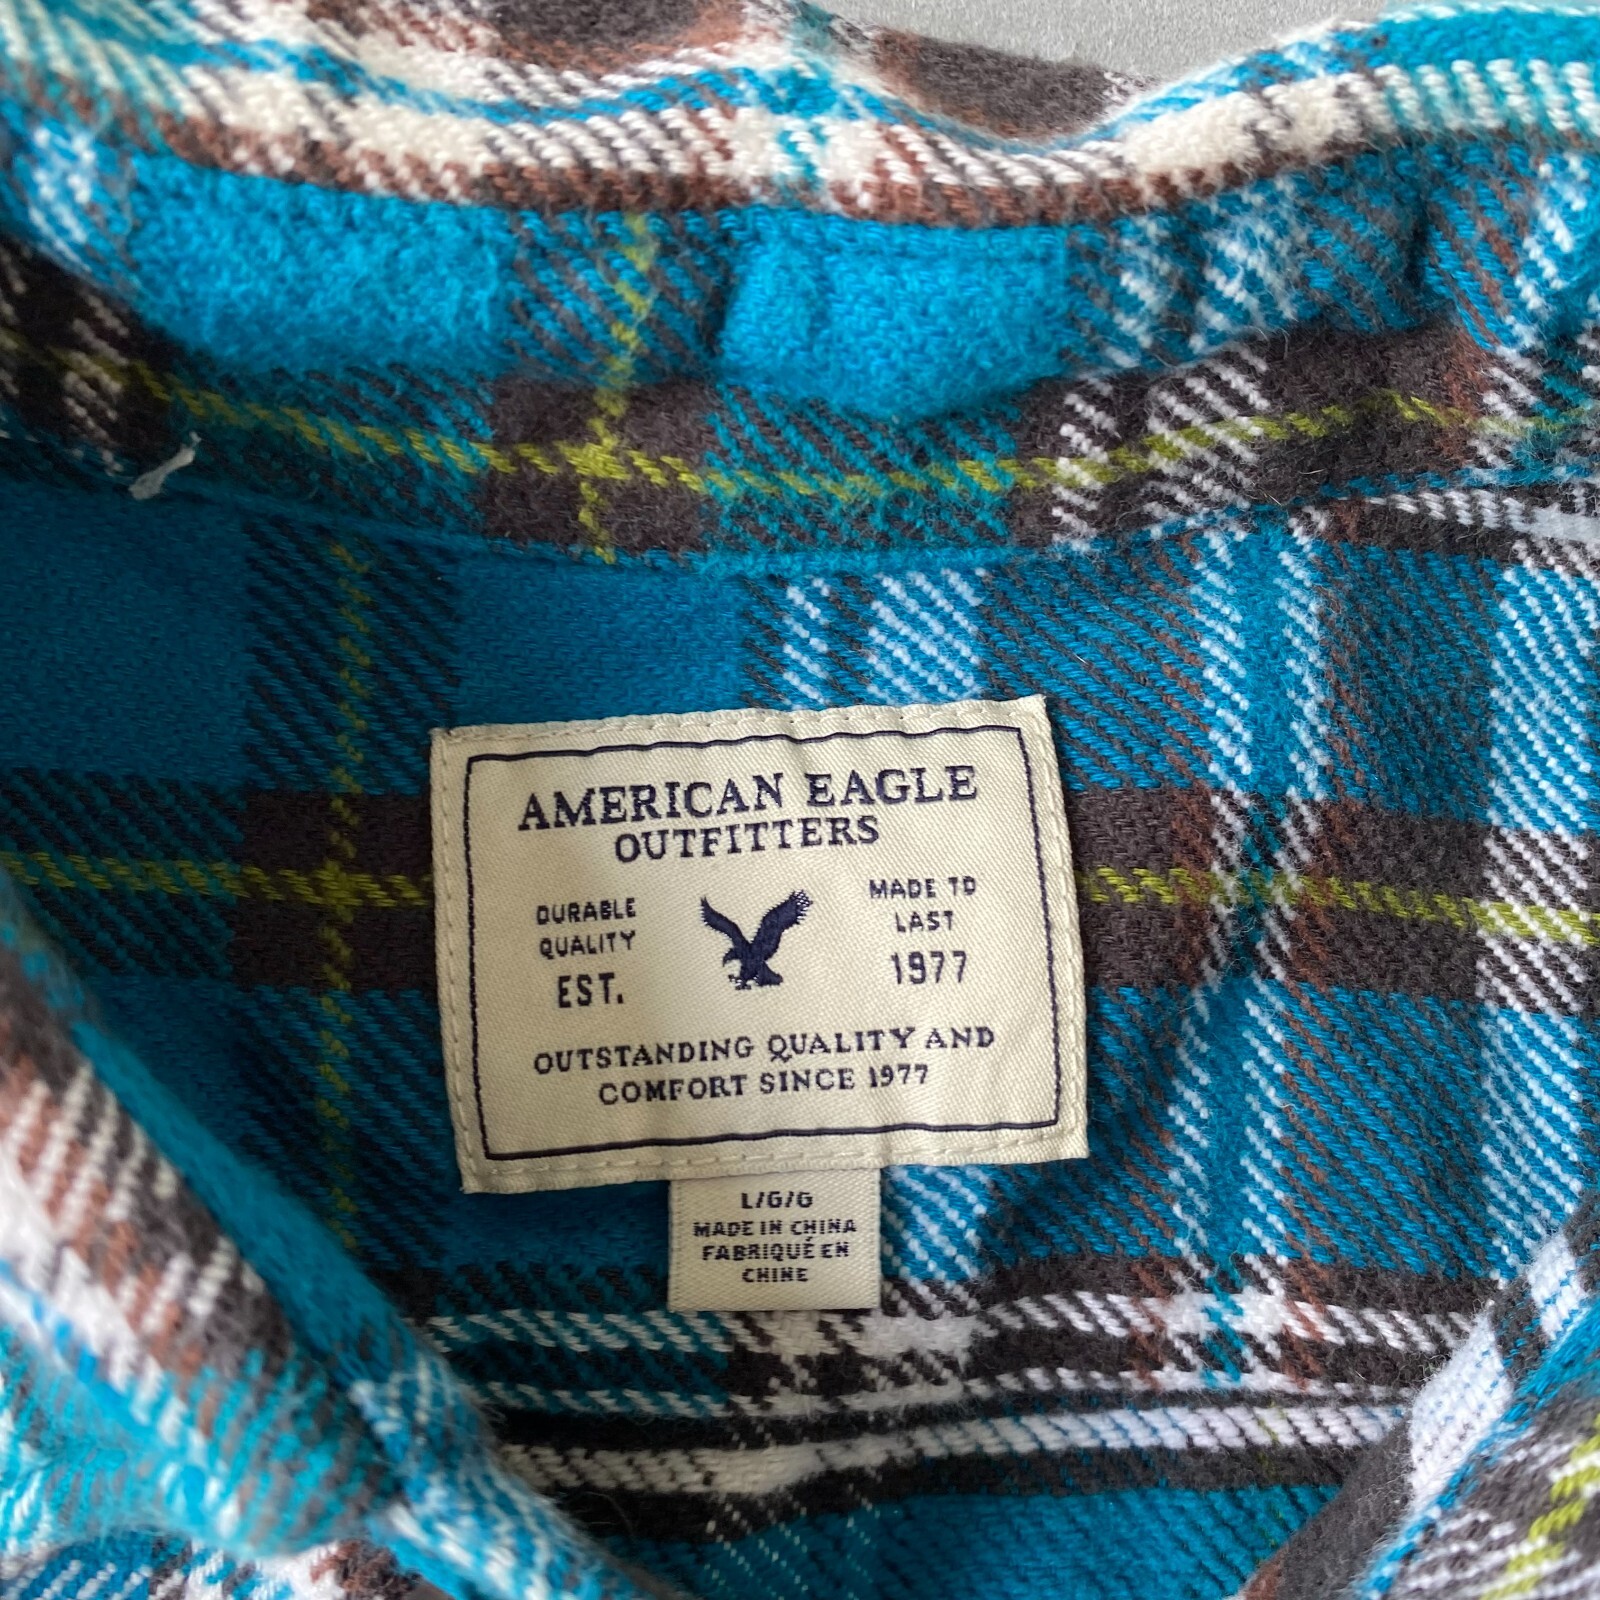 AMERICAN EAGLE
OUTFITTERS
DURABLE
QUALITY
EST.
MADE TO
LAST
1977
OUTSTANDING QUALITY AND
COMFORT SINCE 1977
L/G/G
MADE IN CHINA
FABRIQUÉ EN
CHINE